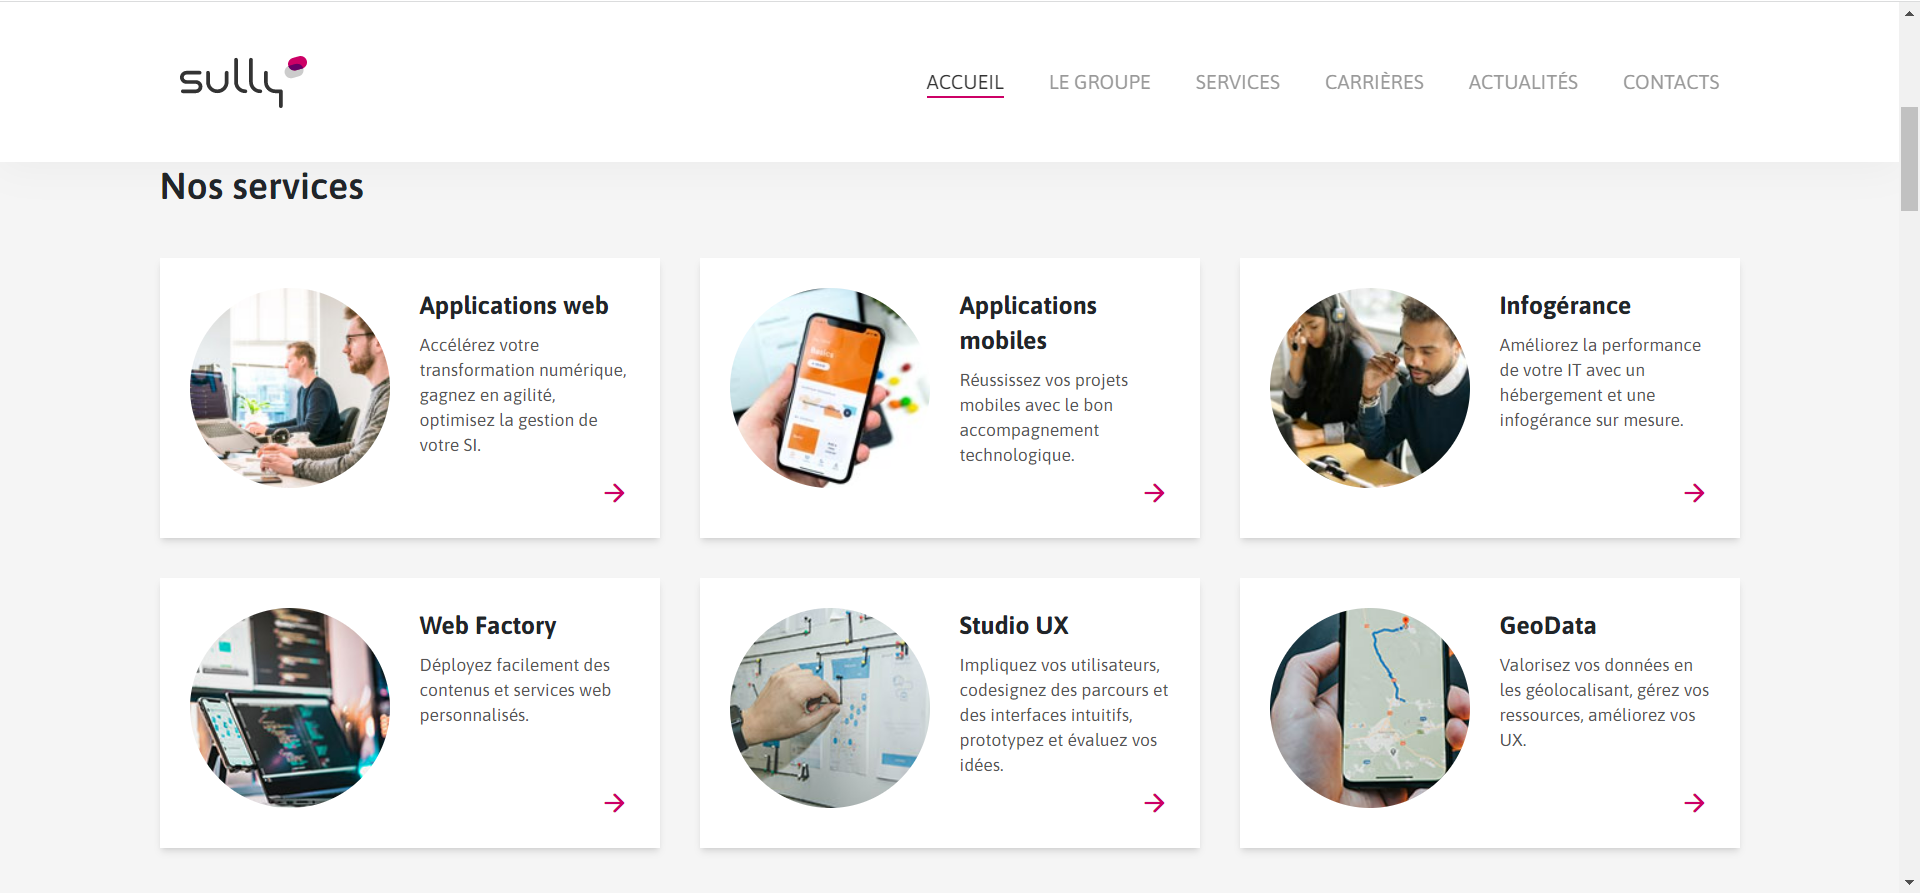 sully
ACCUEIL LE GROUPE SERVICES CARRIÈRES ACTUALITÉS CONTACTS
Nos services
Applications web
Accélérez votre
transformation numérique,
gagnez en agilité,
optimisez la gestion de
votre SI.
Applications
mobiles
Réussissez vos projets
mobiles avec le bon
accompagnement
technologique.
Infogérance
Améliorez la performance
de votre IT avec un
hébergement et une
infogérance sur mesure.
Web Factory
Déployez facilement des
contenus et services web
personnalisés.
Studio UX
Impliquez vos utilisateurs,
codesignez des parcours et
des interfaces intuitifs,
prototypez et évaluez vos
idées.
GeoData
Valorisez vos données en
les géolocalisant, gérez vos
ressources, améliorez vos
UX.